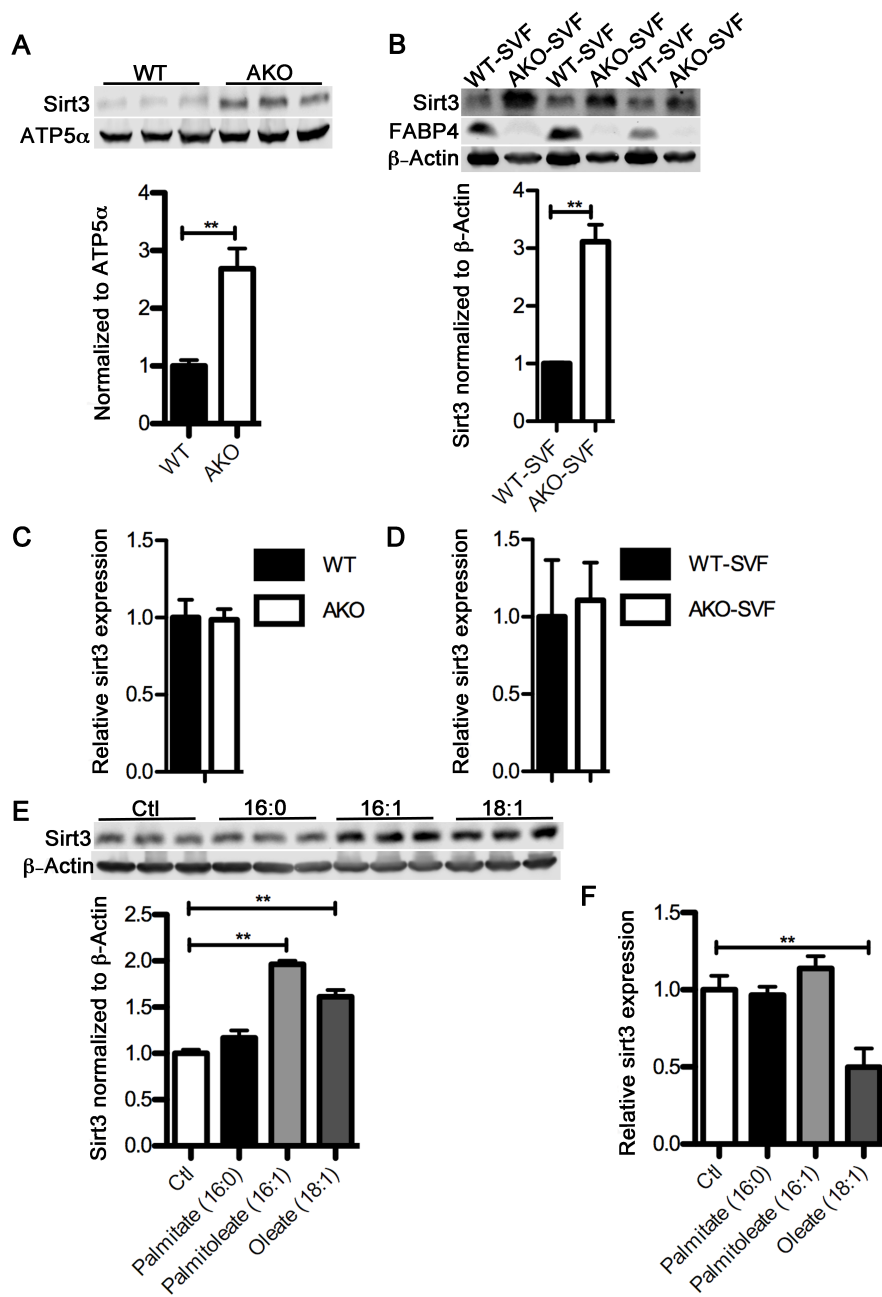 A
WT AKO
Sirt3
ATP5α
Normalized to ATP5α
4
3
2
1
0
**
WT
AKO
B
WT-SVF AKO-SVF WT-SVF AKO-SVF WT-SVF AKO-SVF
Sirt3
FABP4
β-Actin
Sirt3 normalized to β-Actin
4
3
2
1
0
**
WT-SVF
AKO-SVF
C
Relative sirt3 expression
1.5
1.0
0.5
0.0
WT
AKO
D
Relative sirt3 expression
1.5
1.0
0.5
0.0
WT-SVF
AKO-SVF
E
Ctl 16:0 16:1 18:1
Sirt3
β-Actin
Sirt3 normalized to β-Actin
2.5
2.0
1.5
1.0
0.5
0.0
**
**
Ctl
Palmitate (16:0)
Palmitoleate (16:1)
Oleate (18:1)
F
Relative sirt3 expression
1.5
1.0
0.5
0.0
**
Ctl
Palmitate (16:0)
Palmitoleate (16:1)
Oleate (18:1)